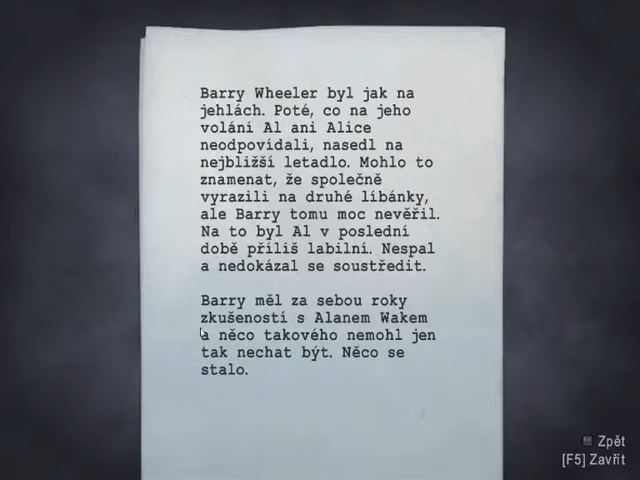 Barry Wheeler byl jak na
jehlách. Poté, co na jeho
volání Al ani Alice
neodpovídali, nasedl na
nejbližší letadlo. Mohlo to
znamenat, že společně
vyrazili na druhé líbánky,
ale Barry tomu moc nevěřil.
Na to byl Al v poslední
době příliš labilní. Nespal
a nedokázal se soustředit.
Barry měl za sebou roky
zkušeností s Alanem Wakem
a něco takového nemohl jen
tak nechat být. Něco se
stalo.
Zpět
[F5] Zavřít